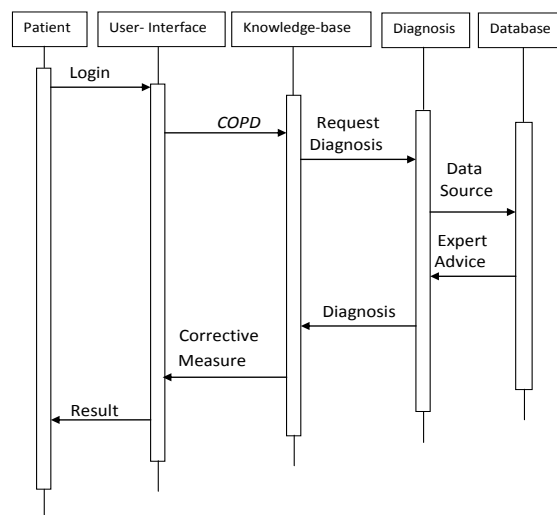 Patient
User- Interface
Knowledge-base
Diagnosis
Database
Login
COPD
Request
Diagnosis
Data
Source
Expert
Advice
Diagnosis
Corrective
Measure
Result